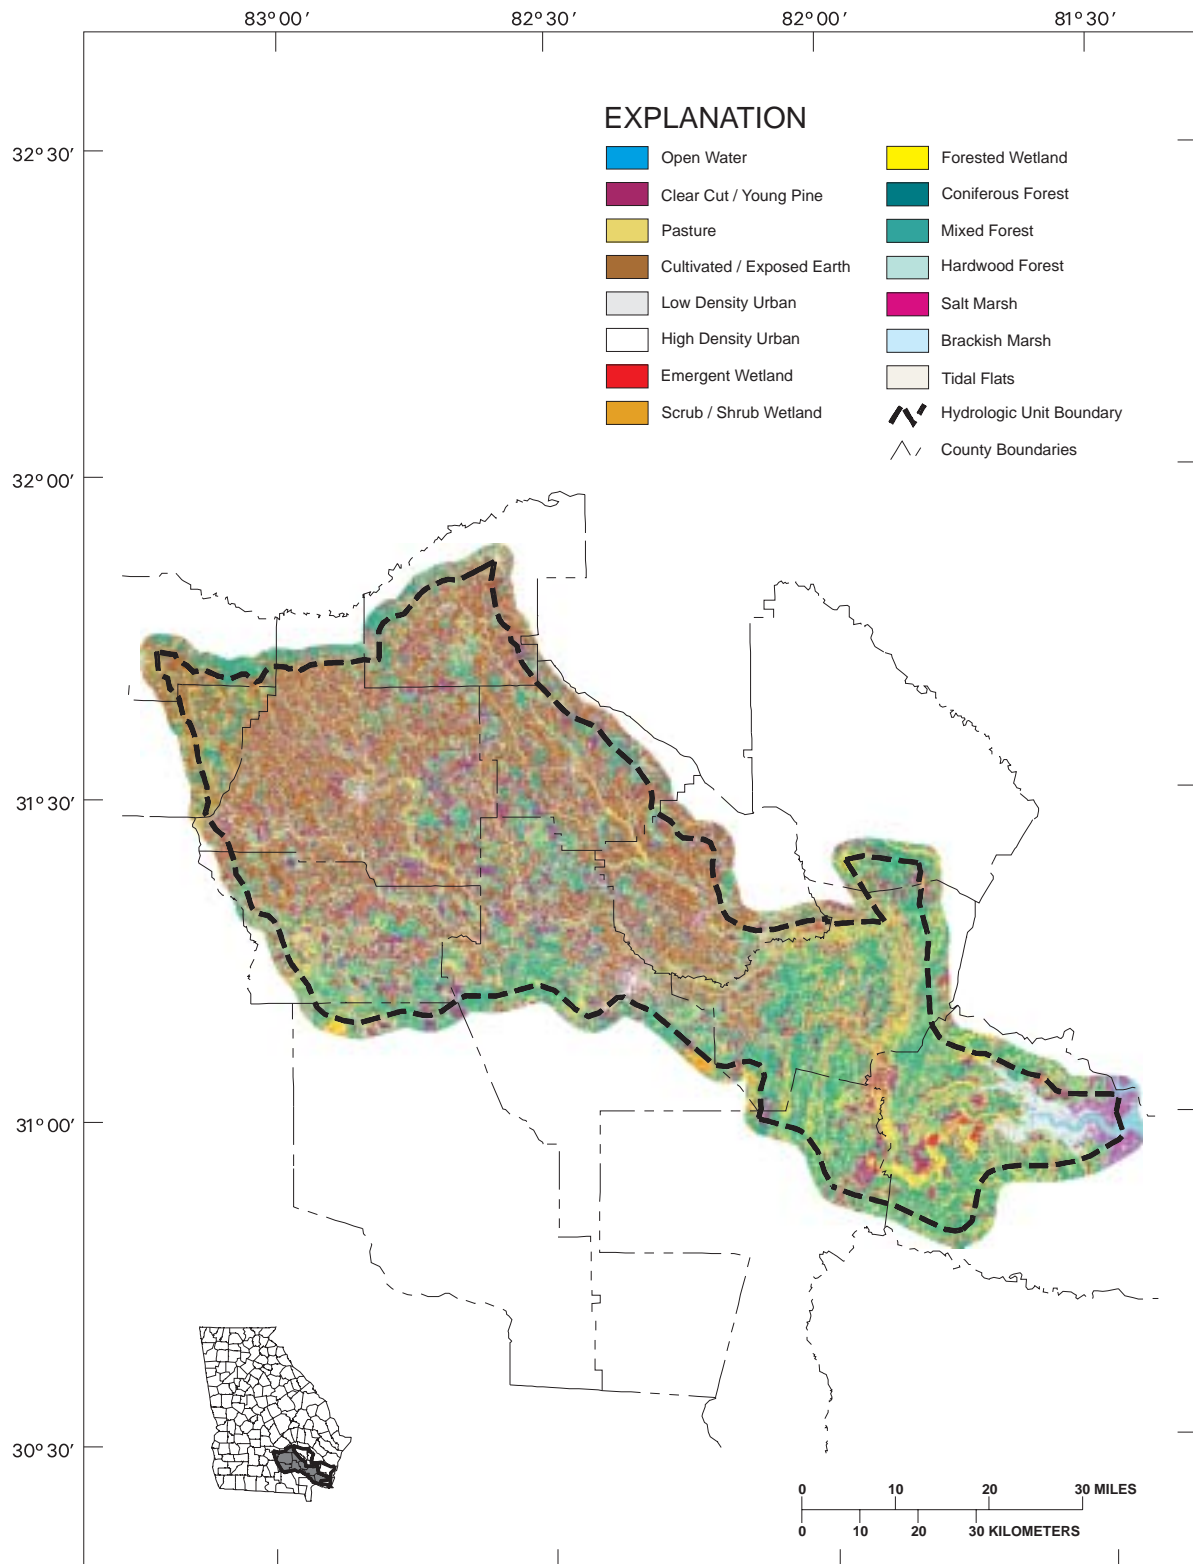 83° 00′ 82° 30′ 82° 00′ 81° 30′
EXPLANATION
Open Water
Clear Cut / Young Pine
Pasture
Cultivated / Exposed Earth
Low Density Urban
High Density Urban
Emergent Wetland
Scrub / Shrub Wetland
Forested Wetland
Coniferous Forest
Mixed Forest
Hardwood Forest
Salt Marsh
Brackish Marsh
Tidal Flats
Hydrologic Unit Boundary
County Boundaries
32° 30′
32° 00′
31° 30′
31° 00′
30° 30′
0 10 20 30 MILES
0 10 20 30 KILOMETERS